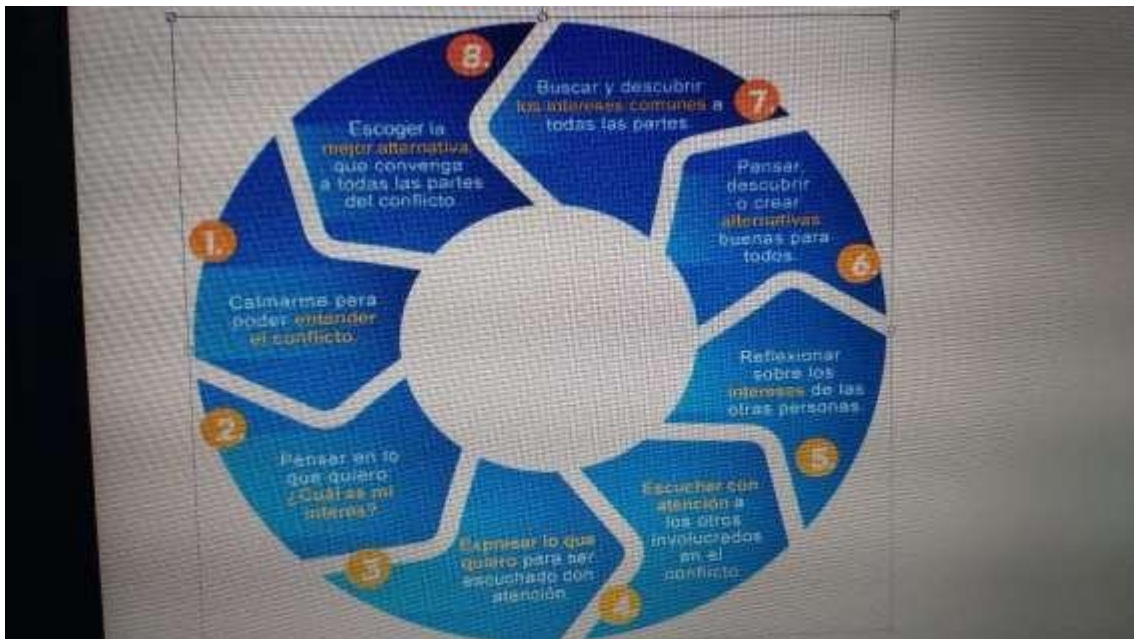 1.
Calmarme para
poder entender
el conflicto.
2.
Pensar en lo
que quiero
¿Cuál es mi
interés?
3
Expresar lo que
quiero para ser
escuchado con
atención
4
Escuchar con
atención a
los otros
involucrados
en el
conflicto.
5.
Reflexionar
sobre los
intereses de las
otras personas
6.
Pensar,
descubrir
o crear
alternativas
buenas para
todos.
7.
Buscar y descubrir
los intereses comunes a
todas las partes
8.
Escoger la
mejor alternativa
que converga
a todas las partes
del conflicto